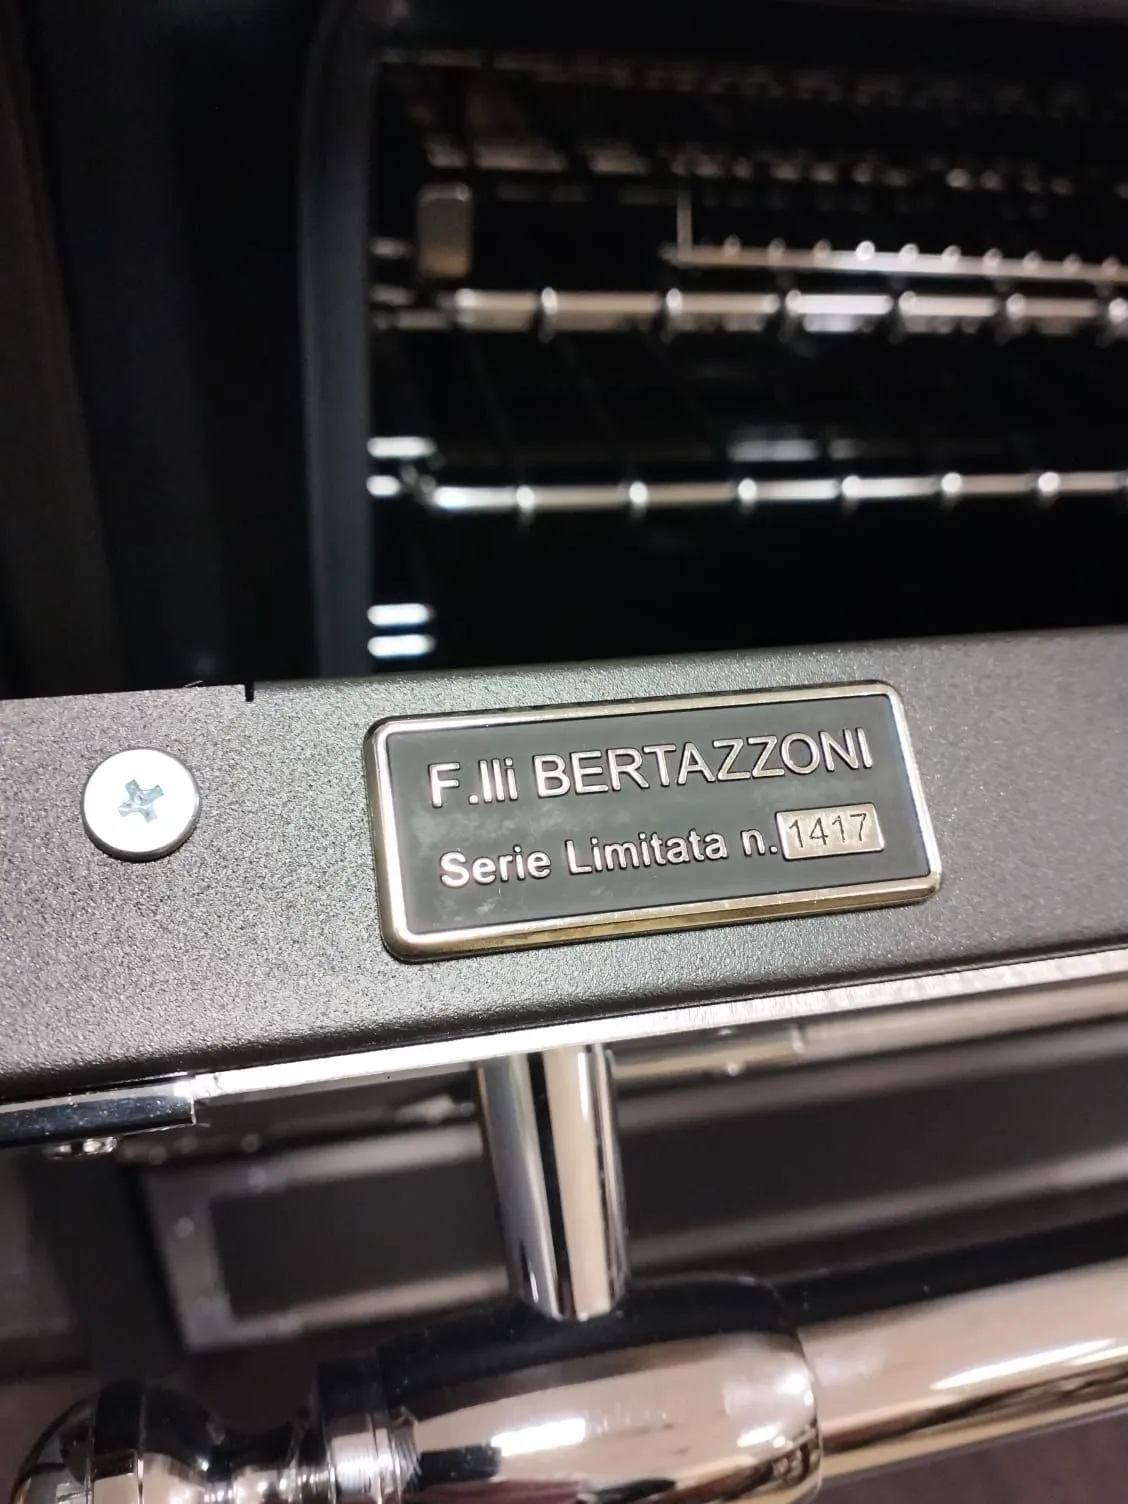 F.lli BERTAZZONI
Serie Limitata n. 1417